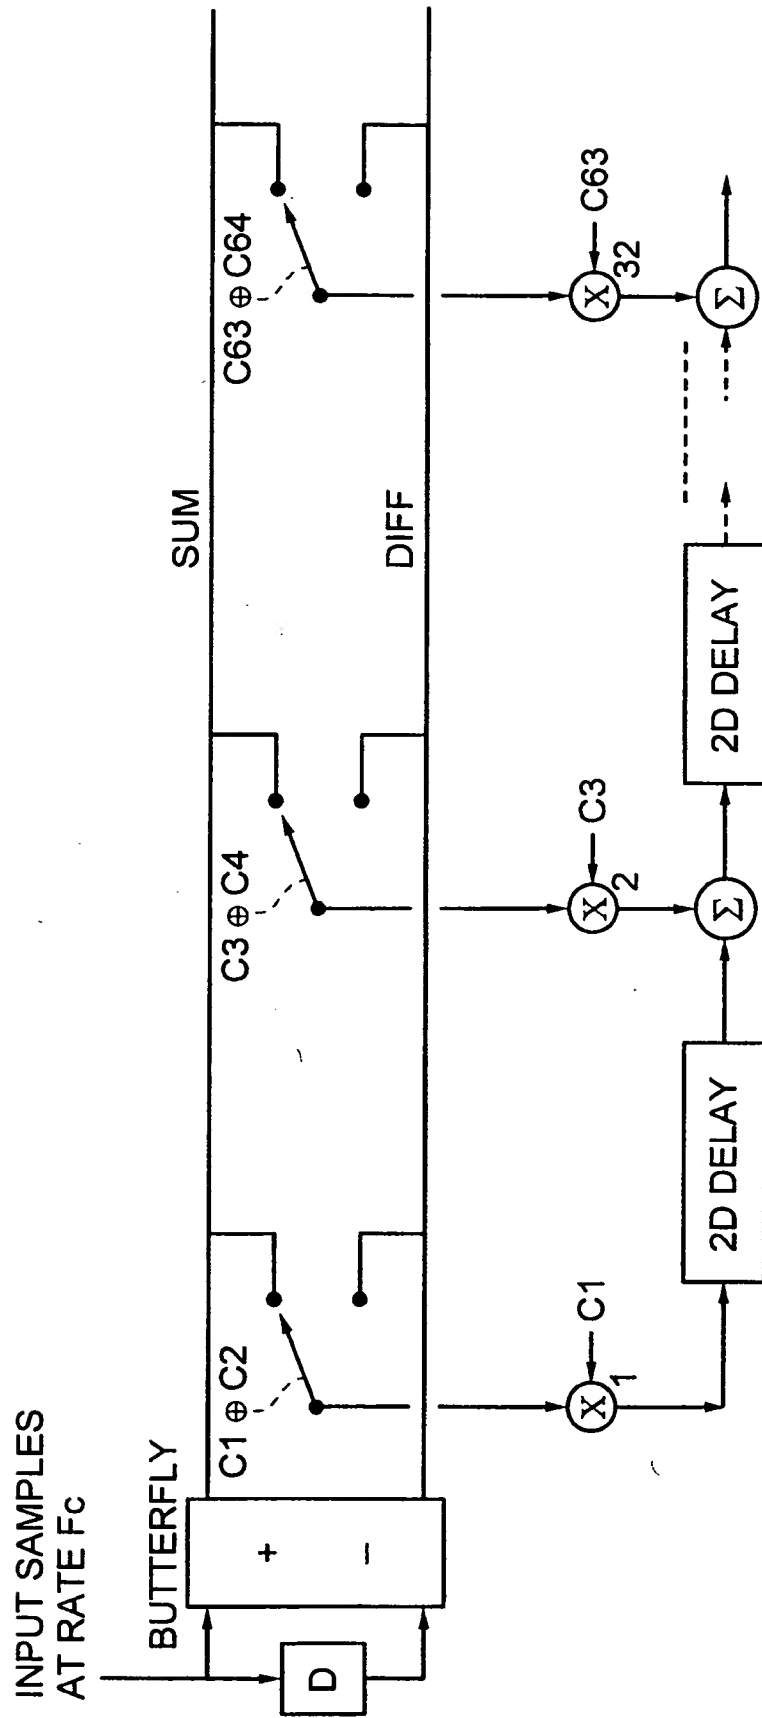 INPUT SAMPLES
AT RATE Fc
D
BUTTERFLY
+
−
SUM
DIFF
C1 ⊕ C2
C3 ⊕ C4
C63 ⊕ C64
X
1
C1
X
2
C3
X
32
C63
2D DELAY
Σ
2D DELAY
Σ